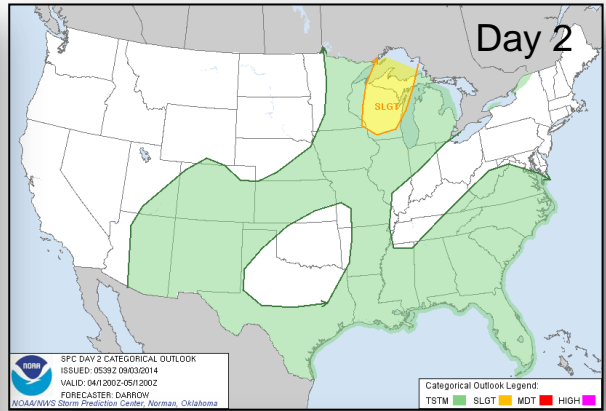 Day 2
SLGT
NOAA
SPC DAY 2 CATEGORICAL OUTLOOK
ISSUED: 0539Z 09/03/2014
VALID: 04/1200Z-05/1200Z
FORECASTER: DARROW
NOAA/NWS Storm Prediction Center, Norman, Oklahoma
Categorical Outlook Legend:
TSTM SLGT MDT HIGH